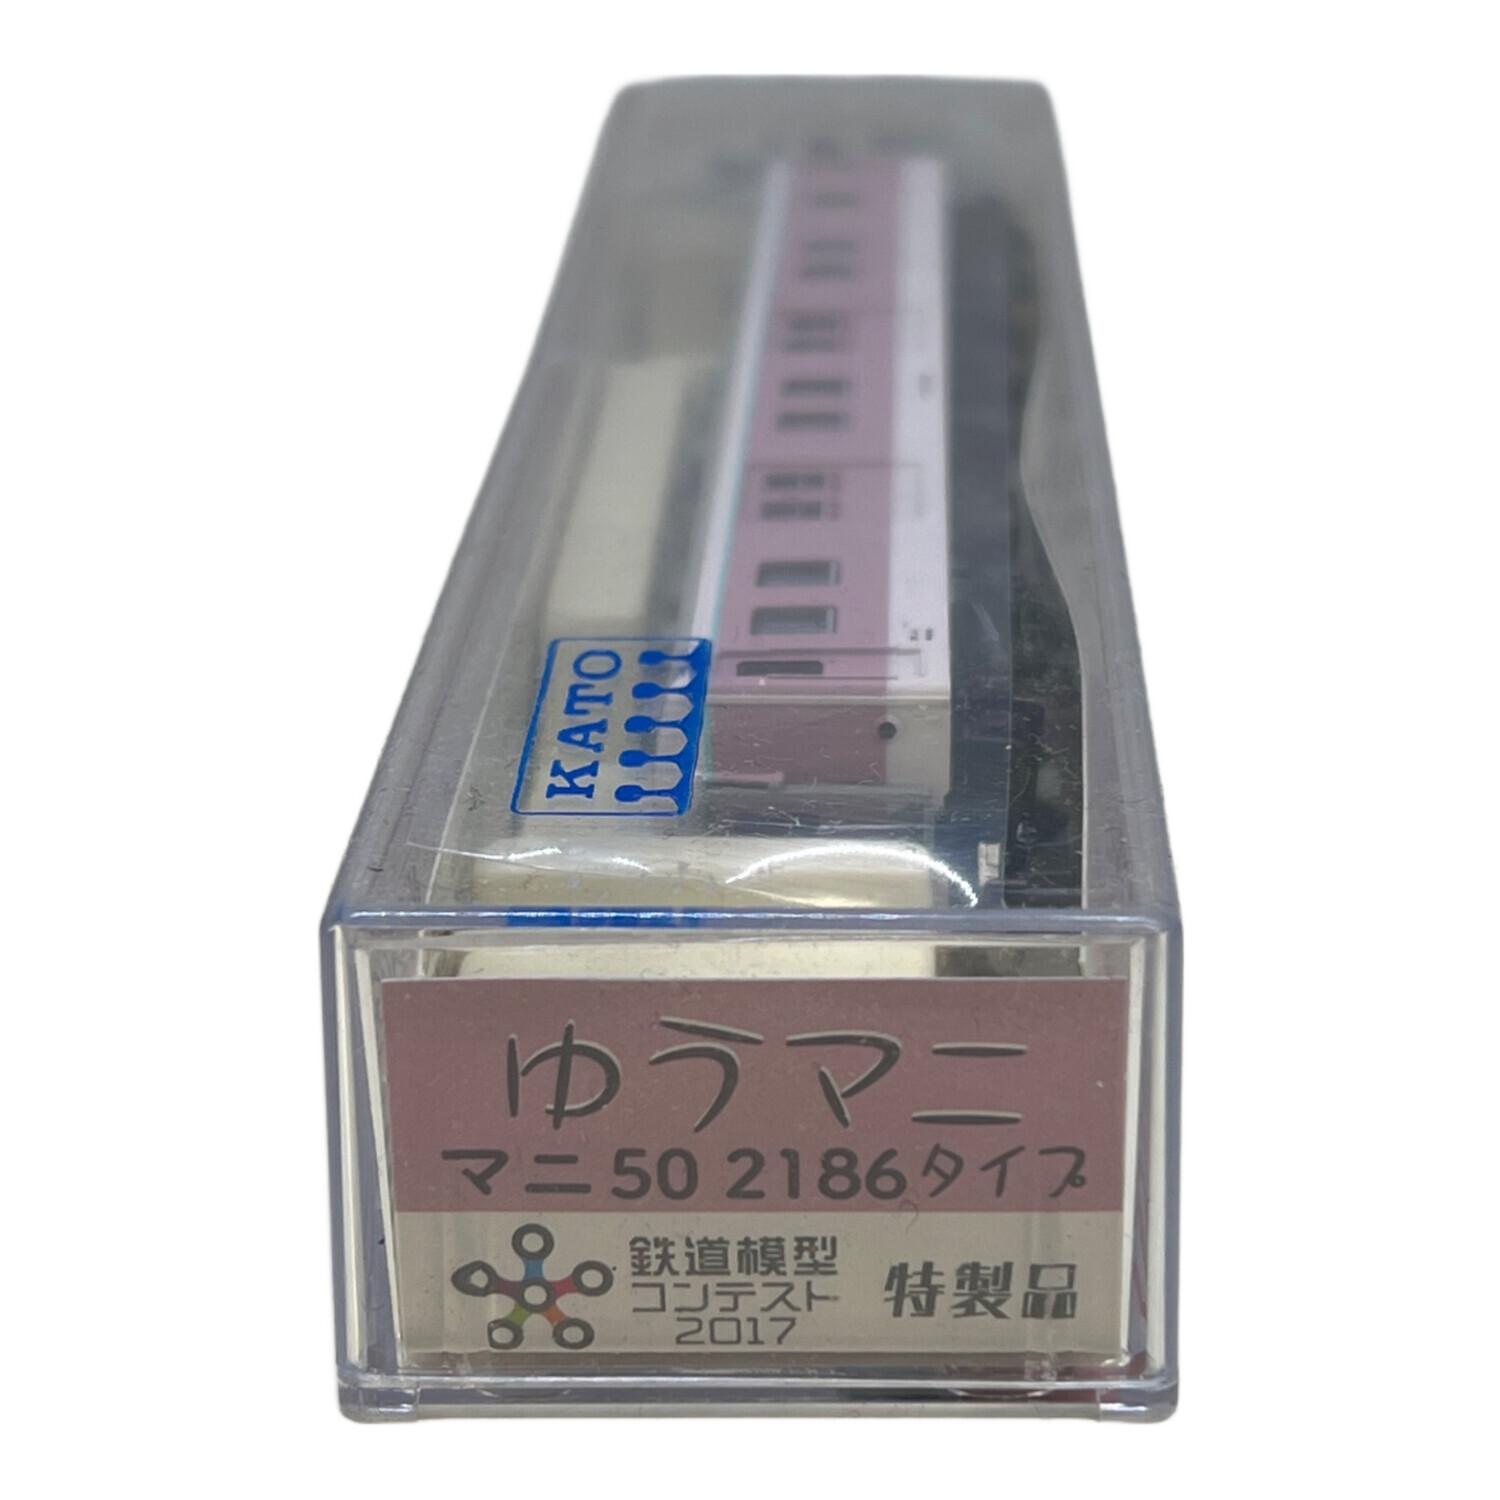 KATO
ゆうマニ
マニ50 2186タイプ
鉄道模型
コンテスト
2017
特製品